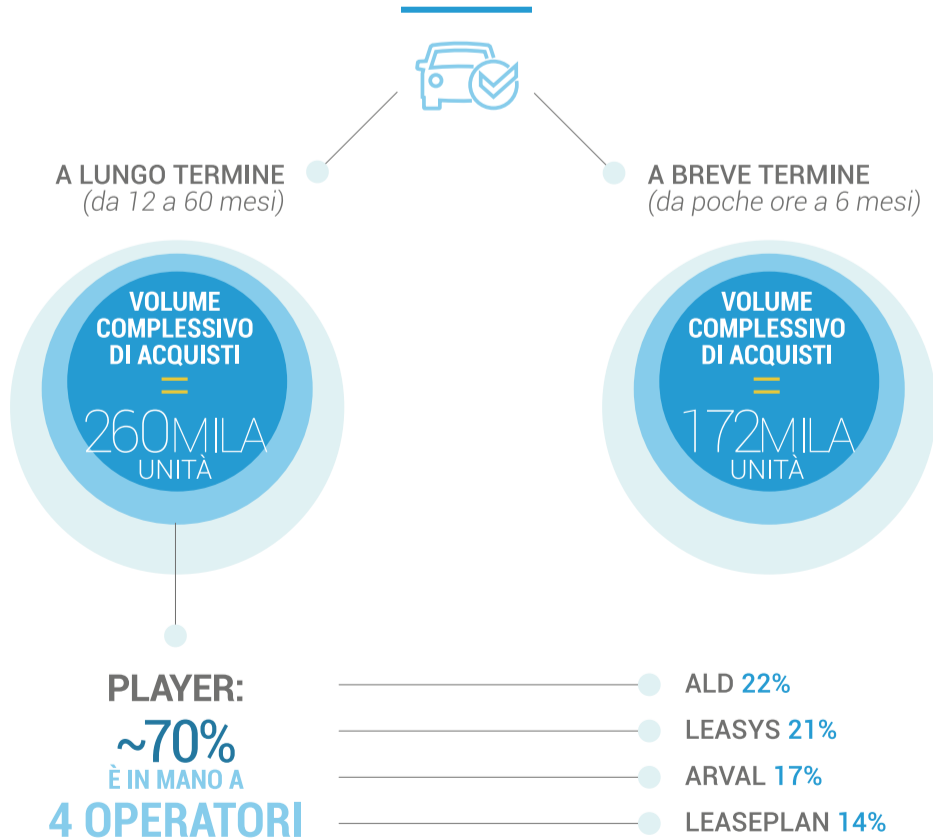 A LUNGO TERMINE
(da 12 a 60 mesi)
A BREVE TERMINE
(da poche ore a 6 mesi)
VOLUME
COMPLESSIVO
DI ACQUISTI
=
260MILA
UNITÀ
VOLUME
COMPLESSIVO
DI ACQUISTI
=
172MILA
UNITÀ
PLAYER:
~70%
È IN MANO A
4 OPERATORI
ALD 22%
LEASYS 21%
ARVAL 17%
LEASEPLAN 14%